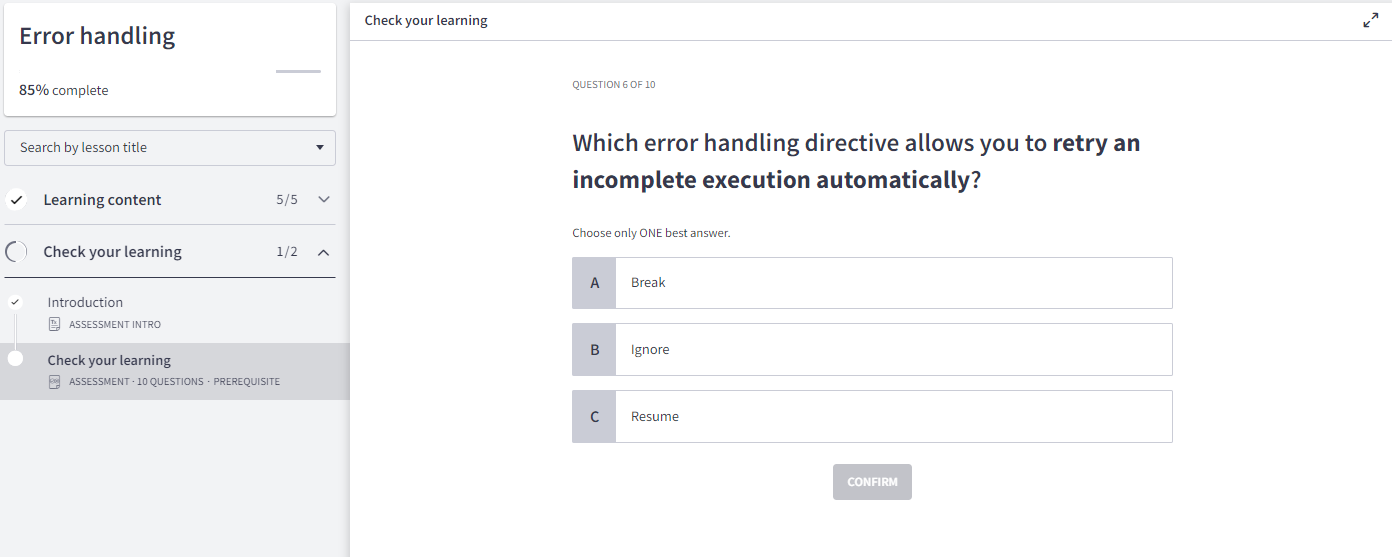 Error handling
85% complete
Search by lesson title
Learning content 5/5
Check your learning 1/2
Introduction
ASSESSMENT INTRO
Check your learning
ASSESSMENT · 10 QUESTIONS · PREREQUISITE
Check your learning
QUESTION 6 OF 10
Which error handling directive allows you to retry an
incomplete execution automatically?
Choose only ONE best answer.
A Break
B Ignore
C Resume
CONFIRM